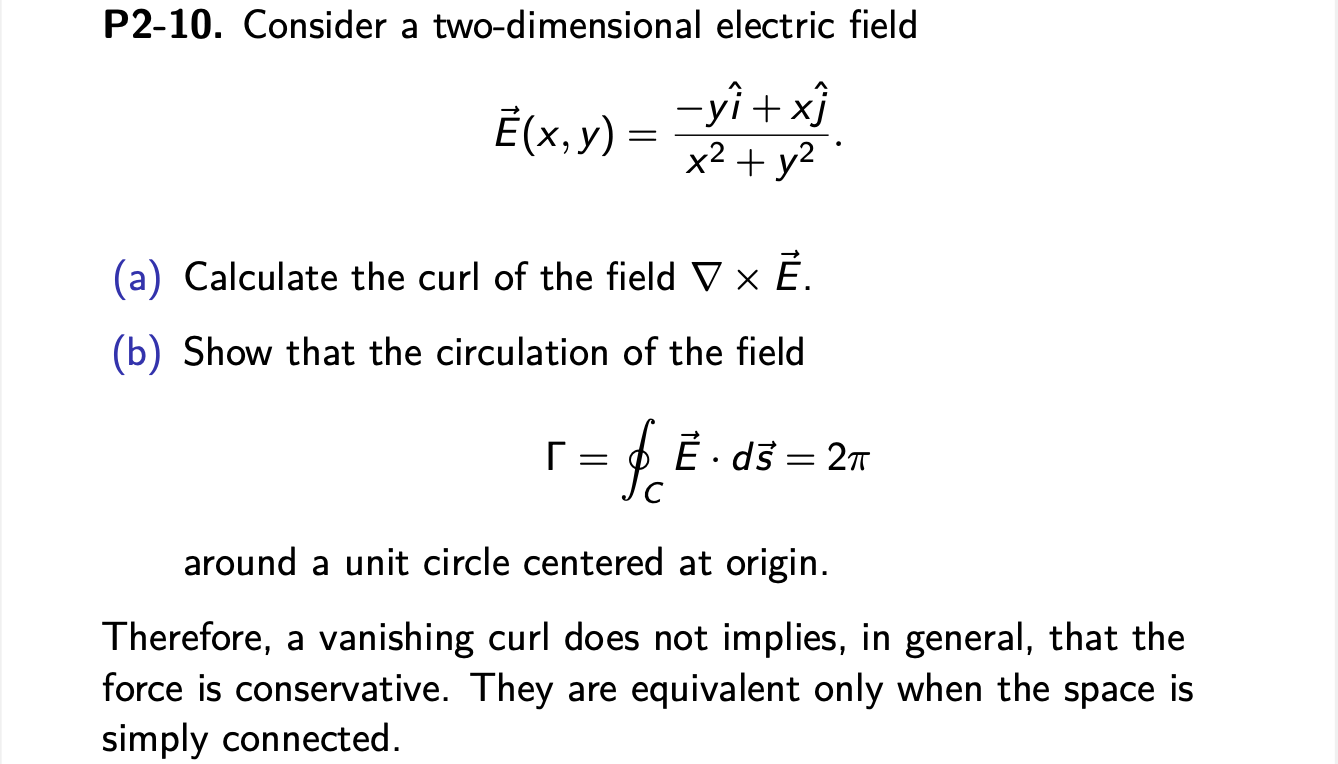 P2-10. Consider a two-dimensional electric field
$\vec{E}(x, y) = \frac{-y\hat{i} + x\hat{j}}{x^2 + y^2}.$
(a) Calculate the curl of the field $\nabla \times \vec{E}$.
(b) Show that the circulation of the field
$\Gamma = \oint_C \vec{E} \cdot d\vec{s} = 2\pi$
around a unit circle centered at origin.
Therefore, a vanishing curl does not implies, in general, that the
force is conservative. They are equivalent only when the space is
simply connected.